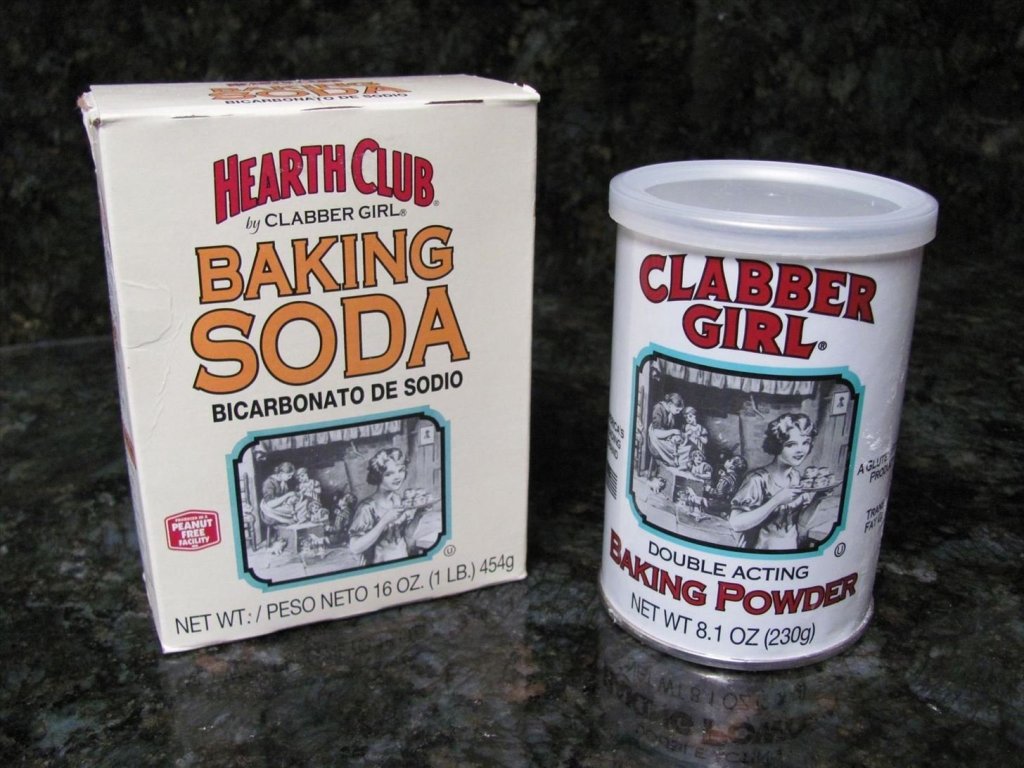 SODA
BICARBONATO DE SODIO
HEARTH CLUB®
by CLABBER GIRL®
BAKING
SODA
BICARBONATO DE SODIO
PEANUT
FREE
FACILITY
NET WT: / PESO NETO 16 OZ. (1 LB.) 454g
CLABBER
GIRL®
DOUBLE ACTING
BAKING POWDER
NET WT 8.1 OZ (230g)